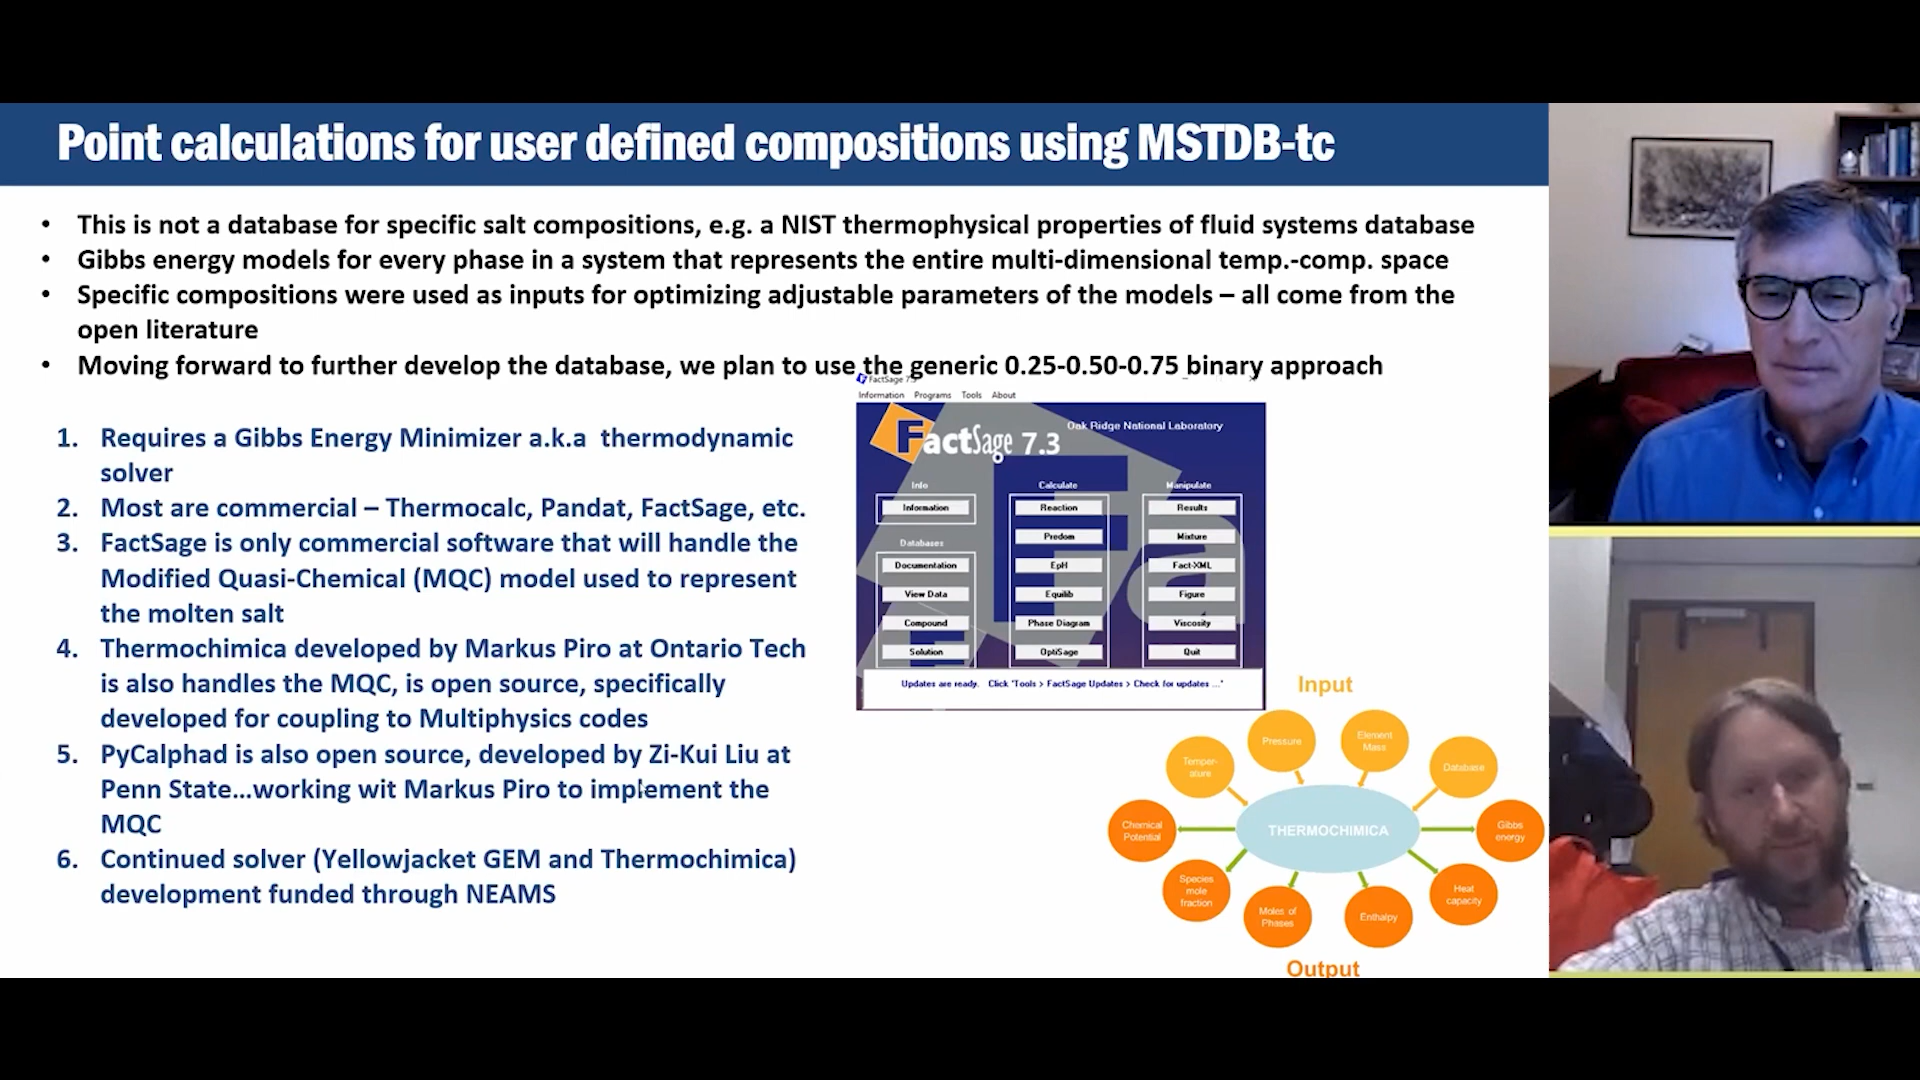 Point calculations for user defined compositions using MSTDB-tc
• This is not a database for specific salt compositions, e.g. a NIST thermophysical properties of fluid systems database
• Gibbs energy models for every phase in a system that represents the entire multi-dimensional temp.-comp. space
• Specific compositions were used as inputs for optimizing adjustable parameters of the models – all come from the
open literature
• Moving forward to further develop the database, we plan to use the generic 0.25-0.50-0.75 binary approach
1. Requires a Gibbs Energy Minimizer a.k.a thermodynamic
solver
2. Most are commercial – Thermocalc, Pandat, FactSage, etc.
3. FactSage is only commercial software that will handle the
Modified Quasi-Chemical (MQC) model used to represent
the molten salt
4. Thermochimica developed by Markus Piro at Ontario Tech
is also handles the MQC, is open source, specifically
developed for coupling to Multiphysics codes
5. PyCalphad is also open source, developed by Zi-Kui Liu at
Penn State...working wit Markus Piro to implement the
MQC
6. Continued solver (Yellowjacket GEM and Thermochimica)
development funded through NEAMS
FactSage 7.3
Information Programs Tools About
FactSage 7.3
Oak Ridge National Laboratory
Info
Information
Databases
Documentation
View Data
Compound
Solution
Calculate
Reaction
Predom
EpH
Equilib
Phase Diagram
OptiSage
Manipulate
Results
Mixture
Fact-XML
Figure
Viscosity
Quit
Updates are ready. Click 'Tools > FactSage Updates > Check for updates ...'
Input
Temper-
ature
Pressure
Element
Mass
Database
THERMOCHIMICA
Chemical
Potential
Species
mole
fraction
Moles of
Phases
Enthalpy
Heat
capacity
Gibbs
energy
Output